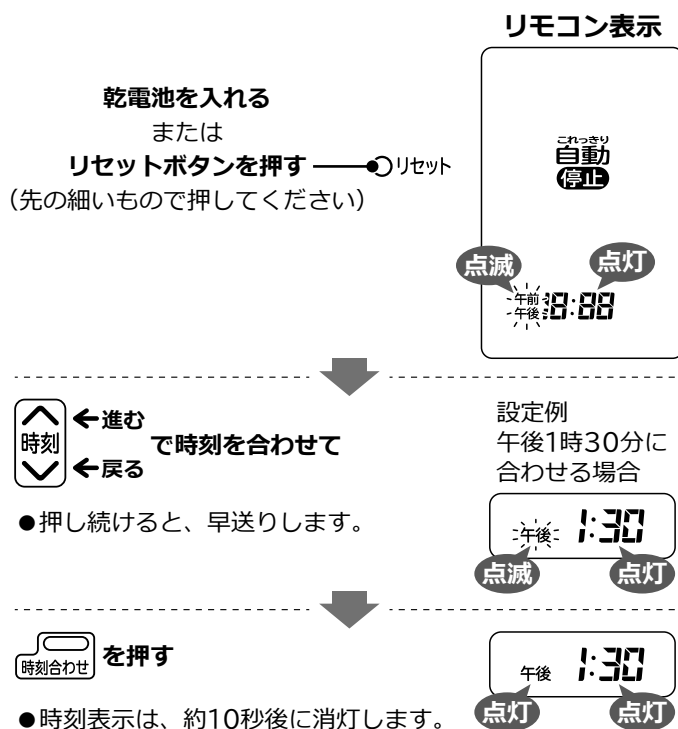 リモコン表示
乾電池を入れる
または
リセットボタンを押す リセット
（先の細いもので押してください）
これっきり
自動
停止
点滅 点灯
午前
午後 18:88
時刻
←進む
←戻る
で時刻を合わせて
●押し続けると、早送りします。
設定例
午後1時30分に
合わせる場合
午後 1:30
点滅 点灯
時刻合わせ を押す
●時刻表示は、約10秒後に消灯します。
午後 1:30
点灯 点灯